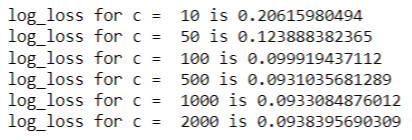 log_loss for c =  10 is 0.20615980494
log_loss for c =  50 is 0.123888382365
log_loss for c =  100 is 0.099919437112
log_loss for c =  500 is 0.0931035681289
log_loss for c =  1000 is 0.0933084876012
log_loss for c =  2000 is 0.0938395690309